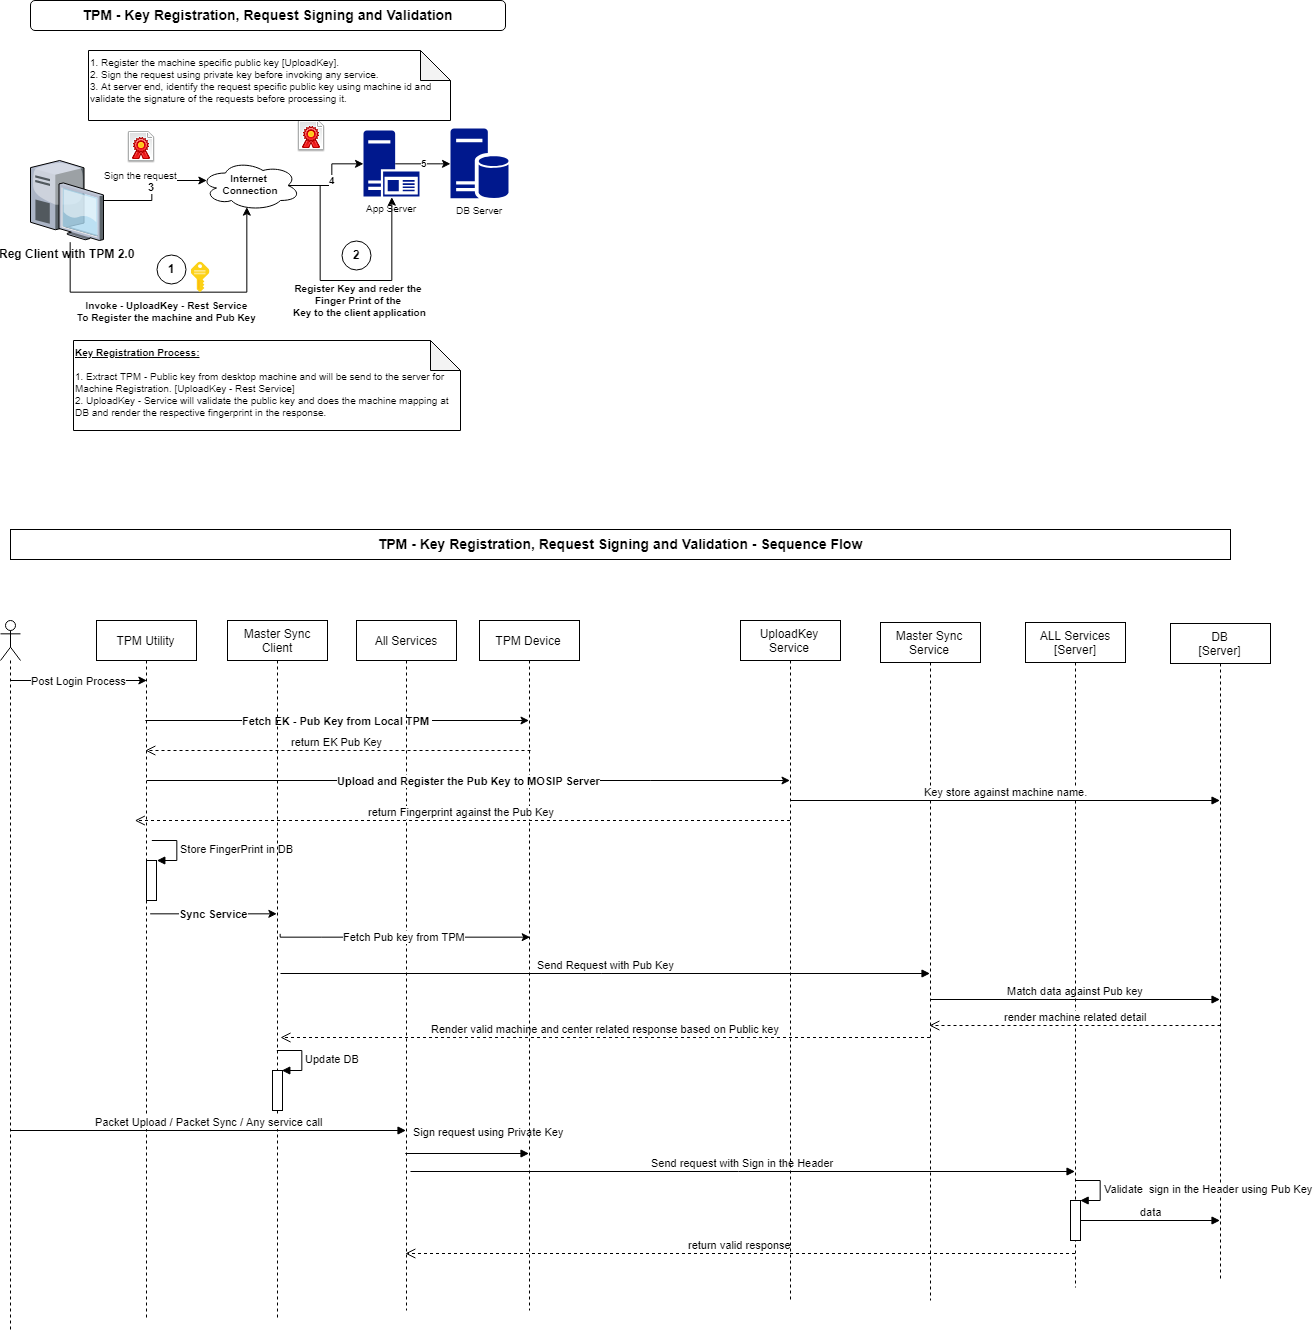 TPM - Key Registration, Request Signing and Validation
1. Register the machine specific public key [UploadKey].
2. Sign the request using private key before invoking any service.
3. At server end, identify the request specific public key using machine id and
validate the signature of the requests before processing it.
Sign the request
3
Internet
Connection
4
5
App Server
DB Server
Reg Client with TPM 2.0
1
2
Invoke - UploadKey - Rest Service
To Register the machine and Pub Key
Register Key and reder the
Finger Print of the
Key to the client application
Key Registration Process:
1. Extract TPM - Public key from desktop machine and will be send to the server for
Machine Registration. [UploadKey - Rest Service]
2. UploadKey - Service will validate the public key and does the machine mapping at
DB and render the respective fingerprint in the response.
TPM - Key Registration, Request Signing and Validation - Sequence Flow
TPM Utility
Master Sync
Client
All Services
TPM Device
UploadKey
Service
Master Sync
Service
ALL Services
[Server]
DB
[Server]
Post Login Process
Fetch EK - Pub Key from Local TPM
return EK Pub Key
Upload and Register the Pub Key to MOSIP Server
Key store against machine name.
return Fingerprint against the Pub Key
Store FingerPrint in DB
Sync Service
Fetch Pub key from TPM
Send Request with Pub Key
Match data against Pub key
render machine related detail
Render valid machine and center related response based on Public key
Update DB
Packet Upload / Packet Sync / Any service call
Sign request using Private Key
Send request with Sign in the Header
Validate  sign in the Header using Pub Key
data
return valid response